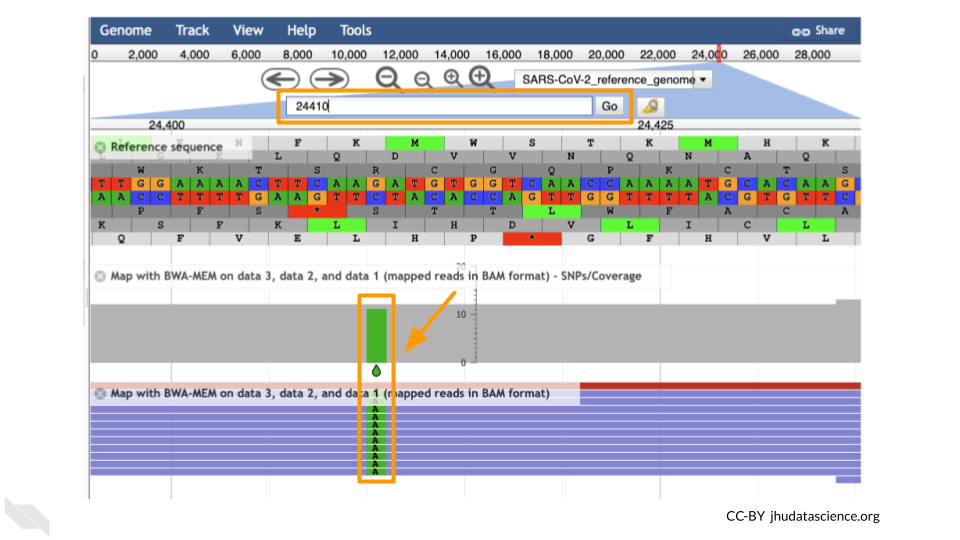 Genome Track View Help Tools Share
0 2,000 4,000 6,000 8,000 10,000 12,000 14,000 16,000 18,000 20,000 22,000 24,000 26,000 28,000
SARS-CoV-2_reference_genome
24410 Go
24,400 24,425
N F K M W S T K M H K
Reference sequence
L Q D V V N Q N A Q
W K T S R C G Q P K C T S
T T G G A A A A C T T C A A G A T G T G G T C A A C C A A A A T G C A C A A G
A A C C T T T T G A A G T T C T A C A C C A G T T G G T T T T A C G T G T T C
P F S * S T T L W F A C A
K S F K L I H D V L I C L
Q F V E L H P * G F H V L
20
Map with BWA-MEM on data 3, data 2, and data 1 (mapped reads in BAM format) - SNPs/Coverage
10
0
Map with BWA-MEM on data 3, data 2, and data 1 (mapped reads in BAM format)
A
A
A
A
A
A
A
A
A
CC-BY jhudatascience.org